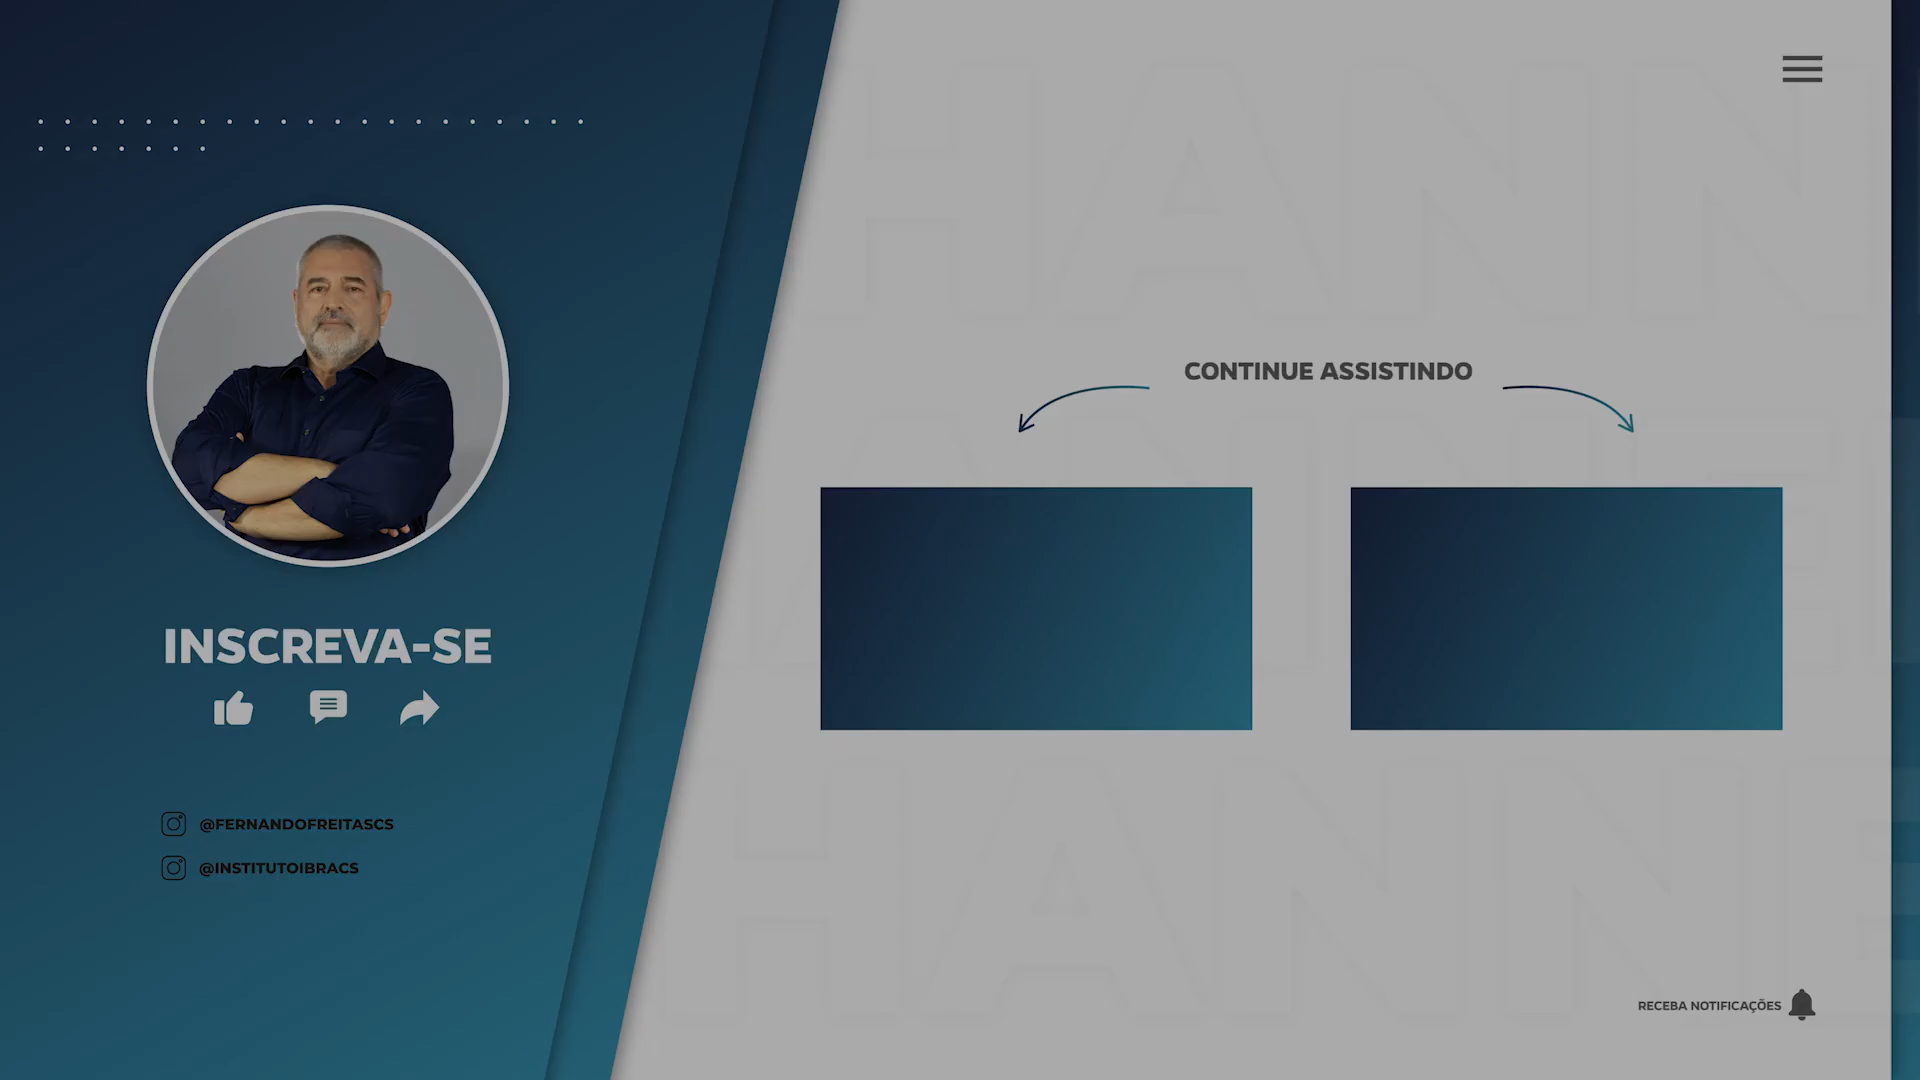 INSCREVA-SE
@FERNANDOFREITASCS
@INSTITUTOIBRACS
CONTINUE ASSISTINDO
RECEBA NOTIFICAÇÕES